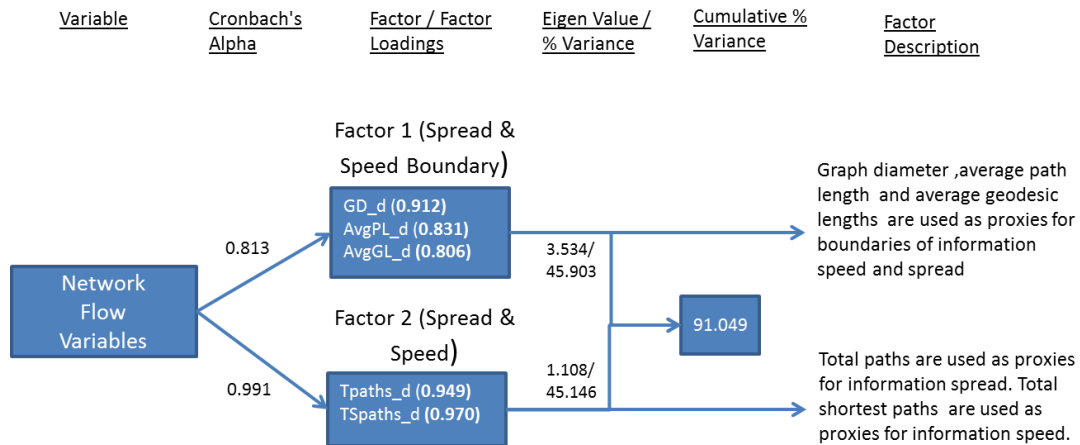 Variable
Cronbach's
Alpha
Factor / Factor
Loadings
Eigen Value /
% Variance
Cumulative %
Variance
Factor
Description
Factor 1 (Spread &
Speed Boundary)
GD_d (0.912)
AvgPL_d (0.831)
AvgGL_d (0.806)
Graph diameter ,average path
length and average geodesic
lengths are used as proxies for
boundaries of information
speed and spread
0.813
3.534/
45.903
Network
Flow
Variables
Factor 2 (Spread &
Speed)
91.049
0.991
Tpaths_d (0.949)
TSpaths_d (0.970)
1.108/
45.146
Total paths are used as proxies
for information spread. Total
shortest paths are used as
proxies for information speed.